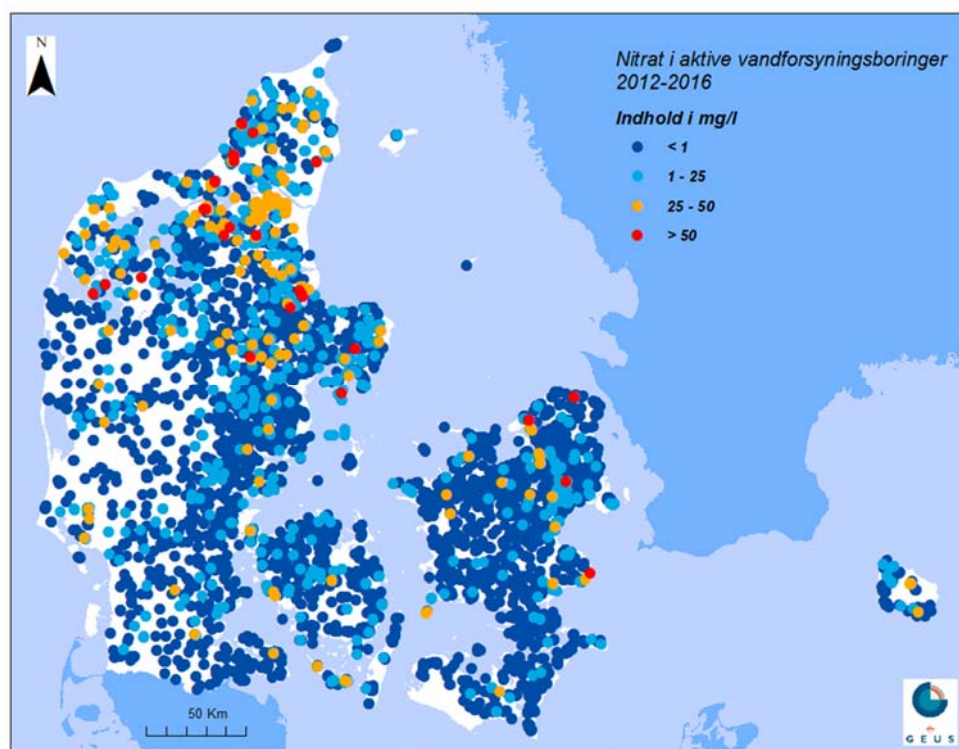 N
Nitrat i aktive vandforsyningsboringer
2012-2016
Indhold i mg/l
< 1
1 - 25
25 - 50
> 50
50 Km
GEUS